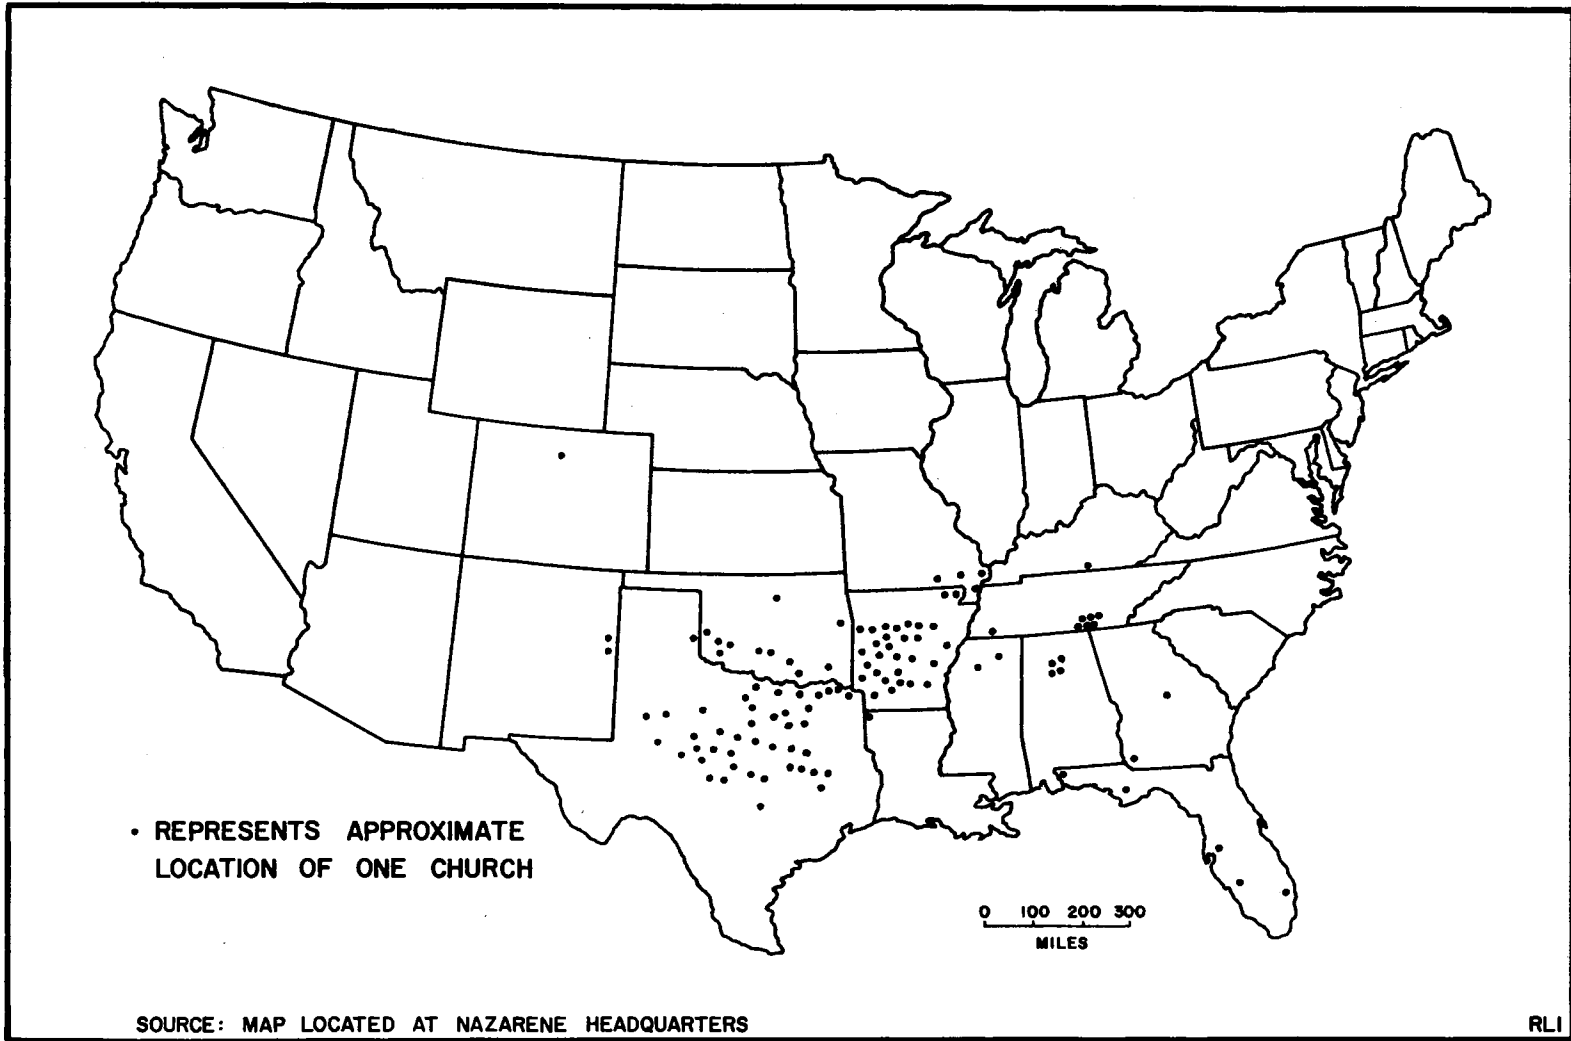 • REPRESENTS APPROXIMATE
LOCATION OF ONE CHURCH
0 100 200 300
MILES
SOURCE: MAP LOCATED AT NAZARENE HEADQUARTERS
RLI